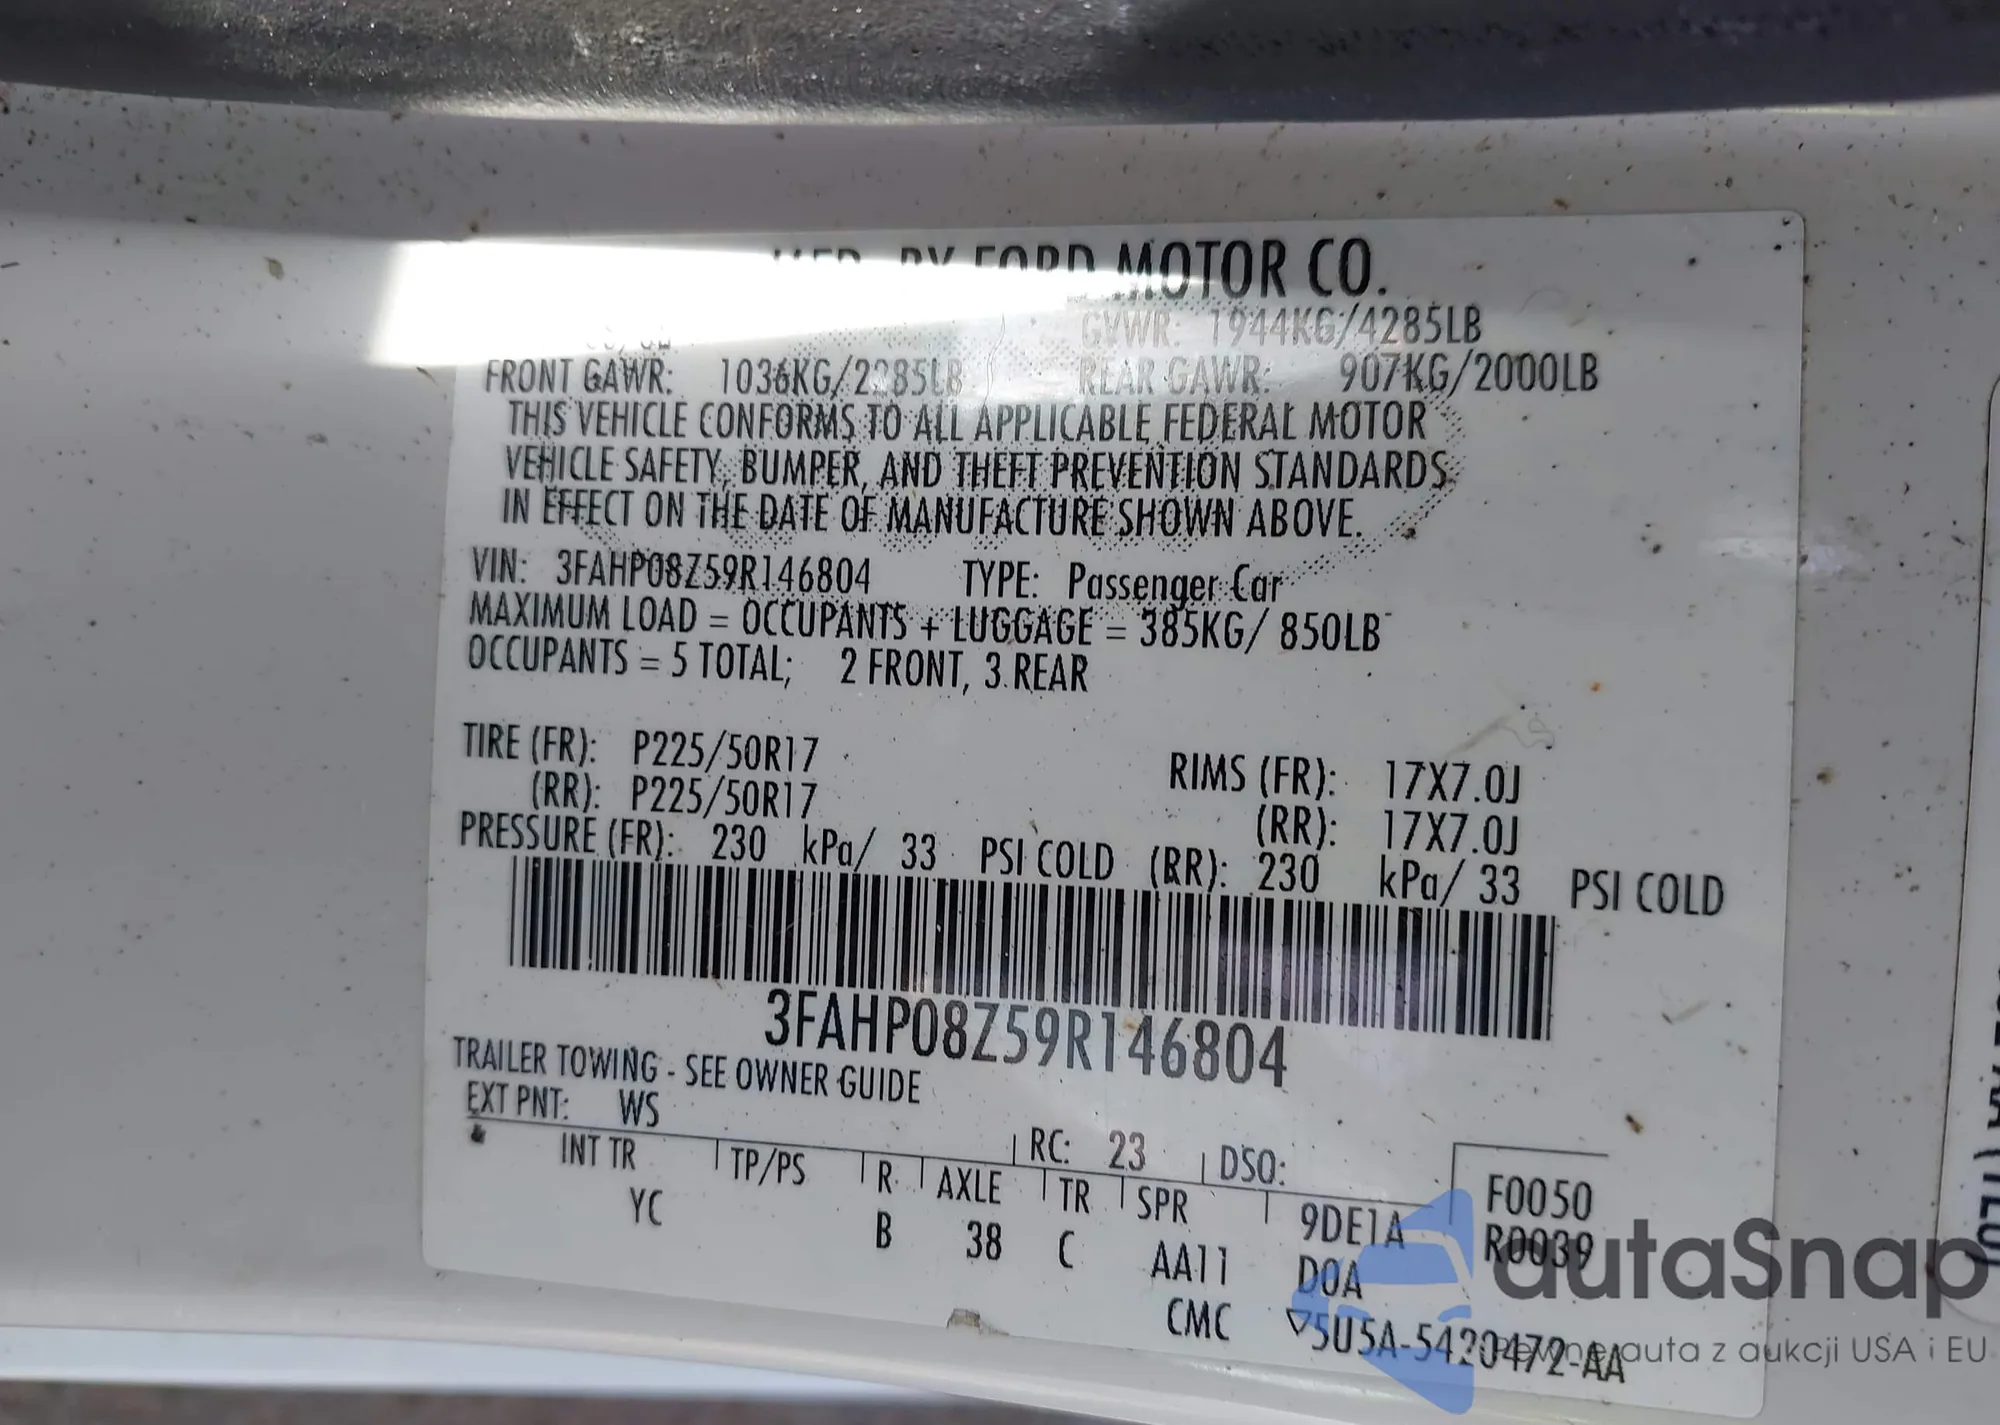 MFD. BY FORD MOTOR CO.
GVWR: 1944KG/4285LB
FRONT GAWR: 1036KG/2285LB REAR GAWR: 907KG/2000LB
THIS VEHICLE CONFORMS TO ALL APPLICABLE FEDERAL MOTOR
VEHICLE SAFETY, BUMPER, AND THEFT PREVENTION STANDARDS
IN EFFECT ON THE DATE OF MANUFACTURE SHOWN ABOVE.
VIN: 3FAHP08Z59R146804 TYPE: Passenger Car
MAXIMUM LOAD = OCCUPANTS + LUGGAGE = 385KG/ 850LB
OCCUPANTS = 5 TOTAL; 2 FRONT, 3 REAR
TIRE (FR): P225/50R17 RIMS (FR): 17X7.0J
(RR): P225/50R17 (RR): 17X7.0J
PRESSURE (FR): 230 kPa/ 33 PSI COLD (RR): 230 kPa/ 33 PSI COLD
3FAHP08Z59R146804
TRAILER TOWING - SEE OWNER GUIDE
EXT PNT: WS RC: 23 DSO: F0050
INT TR TP/PS R AXLE TR SPR 9DE1A R0039
YC B 38 C AA11 D0A
CMC ▽5U5A-5420472-AA
autaSnap
Pewne auta z aukcji USA i EU